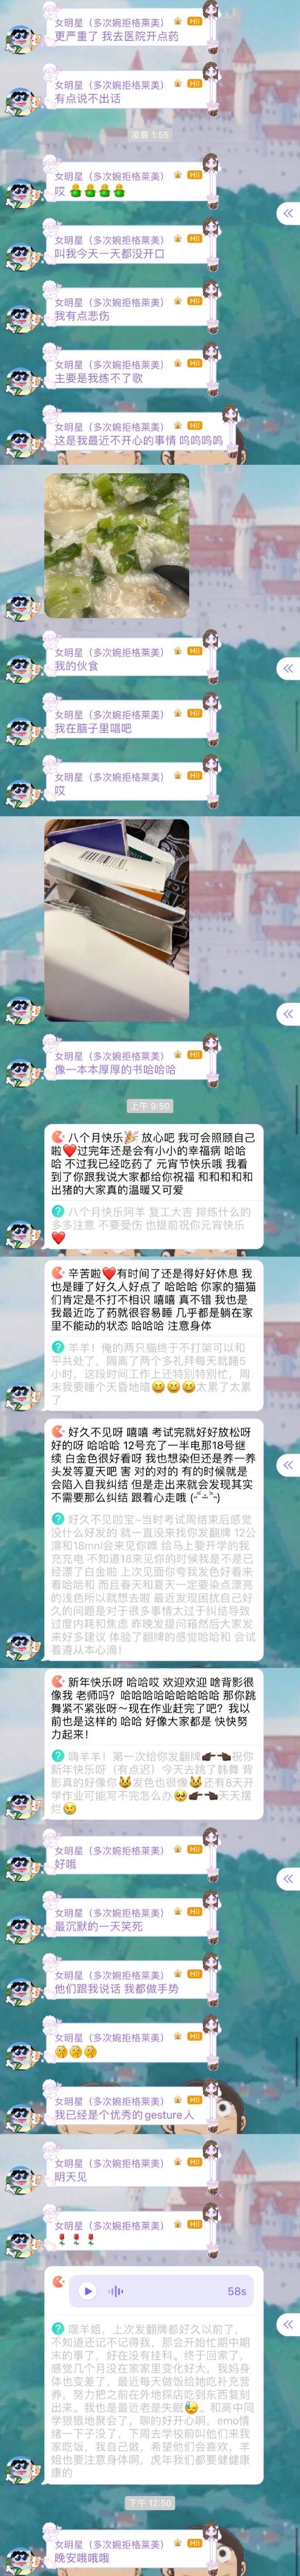 女明星（多次婉拒格莱美） HI!
更严重了 我去医院开点药
女明星（多次婉拒格莱美） HI!
有点说不出话
凌晨 1:55
女明星（多次婉拒格莱美） HI!
哎
女明星（多次婉拒格莱美） HI!
叫我今天一天都没开口
女明星（多次婉拒格莱美） HI!
我有点悲伤
女明星（多次婉拒格莱美） HI!
主要是我练不了歌
女明星（多次婉拒格莱美） HI!
这是我最近不开心的事情 呜呜呜呜
女明星（多次婉拒格莱美） HI!
我的伙食
女明星（多次婉拒格莱美） HI!
我在脑子里唱吧
女明星（多次婉拒格莱美） HI!
哎
女明星（多次婉拒格莱美） HI!
像一本本厚厚的书哈哈哈
上午 9:50
八个月快乐🎉 放心吧 我可会照顾自己
啦❤️过完年还是会有小小的幸福病 哈哈
哈 不过我已经吃药了 元宵节快乐哦 我看
到了你跟我说大家都给你祝福 和和和和和
出猪的大家真的温暖又可爱
八个月快乐阿羊 复工大吉 排练什么的
多多注意 不要受伤 也提前祝你元宵快乐
❤️
辛苦啦❤️有时间了还是得好好休息 我
也是睡了好久人好点了 哈哈哈 你家的猫猫
们肯定是不打不相识 嘻嘻 真不错 我也是
我最近吃了药就很容易睡 几乎都是躺在家
里不能动的状态 哈哈哈 注意身体
羊羊！俺的两只猫终于不打架可以和
平共处了，隔离了两个多礼拜每天就睡5
小时，这段时间工作上还特别特别忙，周
末我要睡个天昏地暗😆😆😆太累了太累
了
好久不见呀 嘻嘻 考试完就好好放松呀
好的呀 哈哈哈 12号充了一半电那18号继
续 白金色很好看呀 我也想染但还是养一养
头发等夏天吧 害 对的对的 有的时候就是
会陷入自我纠结 但是走出来就会发现其实
不需要那么纠结 跟着心走哦
好久不见啦宝~当时考试周结束后感觉
没什么好发的 就一直没来找你发翻牌 12公
演和18mni会来见你噢 给马上要开学的我
充充电 不知道18来见你的时候我是不是已
经漂了白金啦 上次见面你夸我发色好看来
着哈哈和 而且春天和夏天一定要染点漂亮
的浅色所以就想去啦 最近发现困扰自己好
久的问题是对于很多事情太过于纠结导致
过度内耗和焦虑 昨晚发提问箱然后大家发
来好多建议 体验了翻牌的感觉哈哈和 会试
着遵从本心滴！
新年快乐呀 哈哈哎 欢迎欢迎 啥背影很
像我 老师吗？哈哈哈哈哈哈哈哈 那你跳
舞紧不紧张呀～现在作业赶完了吧？我以
前也是这样的 哈哈 好像大家都是 快快努
力起来！
嗨羊羊！第一次给你发翻牌👉👈祝你
新年快乐呀（有点迟）今天去跳了韩舞 背
影真的好像你😼发色也很像😼还有8天开
学作业可能写不完怎么办🥺👉👈天天摆
烂😢
女明星（多次婉拒格莱美） HI!
好哦
女明星（多次婉拒格莱美） HI!
最沉默的一天笑死
女明星（多次婉拒格莱美） HI!
他们跟我说话 我都做手势
女明星（多次婉拒格莱美） HI!
🤫🤫🤫
女明星（多次婉拒格莱美） HI!
我已经是个优秀的gesture人
女明星（多次婉拒格莱美） HI!
明天见
女明星（多次婉拒格莱美） HI!
🌷🌷🌷
58s
嘿羊姐，上次发翻牌都好久以前了，
不知道还记不记得我，那会开始忙期中期
末的事了，好在没有挂科。终于回家了，
感觉几个月没在家家里变化好大，我妈身
体也变差了，最近每天做饭给她吃补充营
养，努力把之前在外地探店吃到东西复刻
出来。我也是最近老是失眠😓，和高中同
学狠狠地聚会了，聊的好开心啊，emo情
绪一下子没了，下周去学校前叫他们来我
家吃饭，我自己做，希望他们会喜欢，羊
姐也要注意身体啊，虎年我们都要健健康
康的
下午 12:50
女明星（多次婉拒格莱美） HI!
晚安哦哦哦